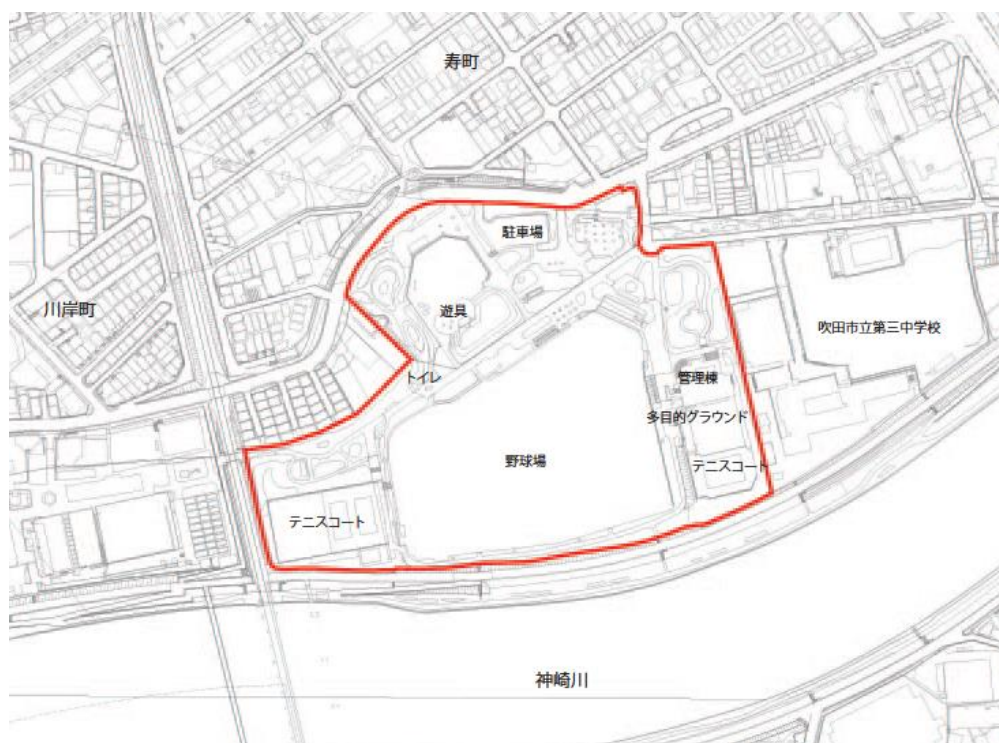 寿町
駐車場
川岸町
遊具
吹田市立第三中学校
トイレ
管理棟
多目的グラウンド
野球場
テニスコート
テニスコート
神崎川